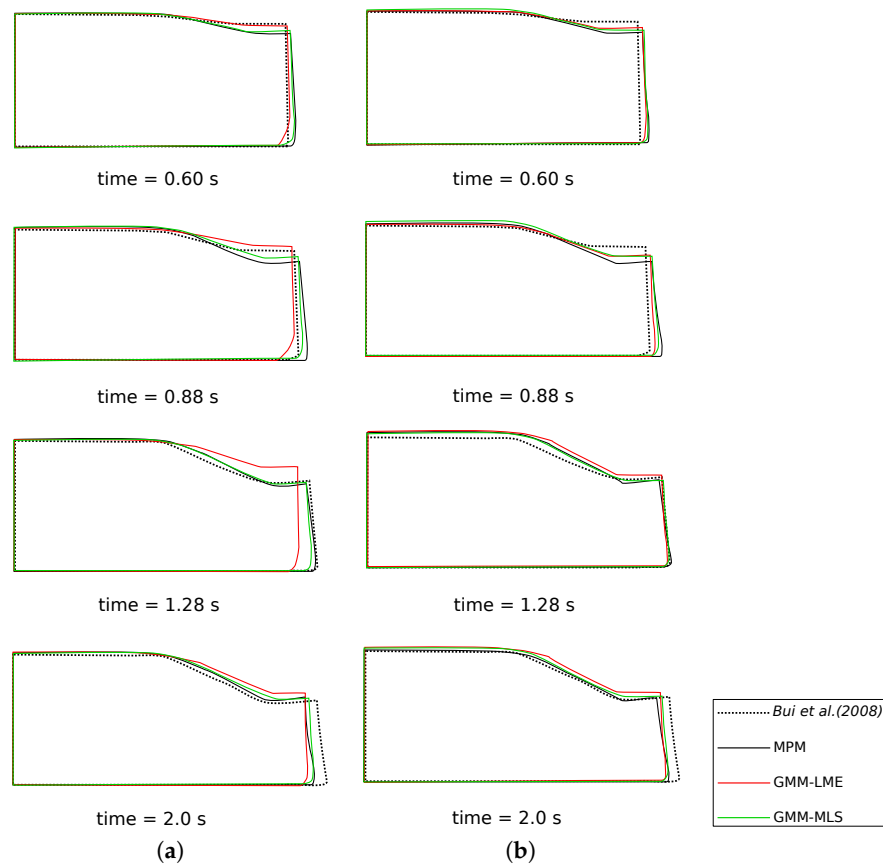 time = 0.60 s
time = 0.60 s
time = 0.88 s
time = 0.88 s
time = 1.28 s
time = 1.28 s
time = 2.0 s
time = 2.0 s
(a)
(b)
Bui et al.(2008)
MPM
GMM-LME
GMM-MLS